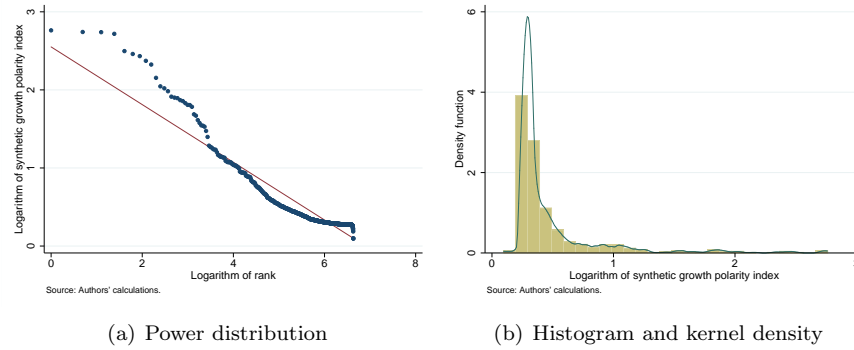 Logarithm of synthetic growth polarity index
3
2
1
0
0 2 4 6 8
Logarithm of rank
Source: Authors' calculations.
(a) Power distribution
Density function
6
4
2
0
0 1 2 3
Logarithm of synthetic growth polarity index
Source: Authors' calculations.
(b) Histogram and kernel density